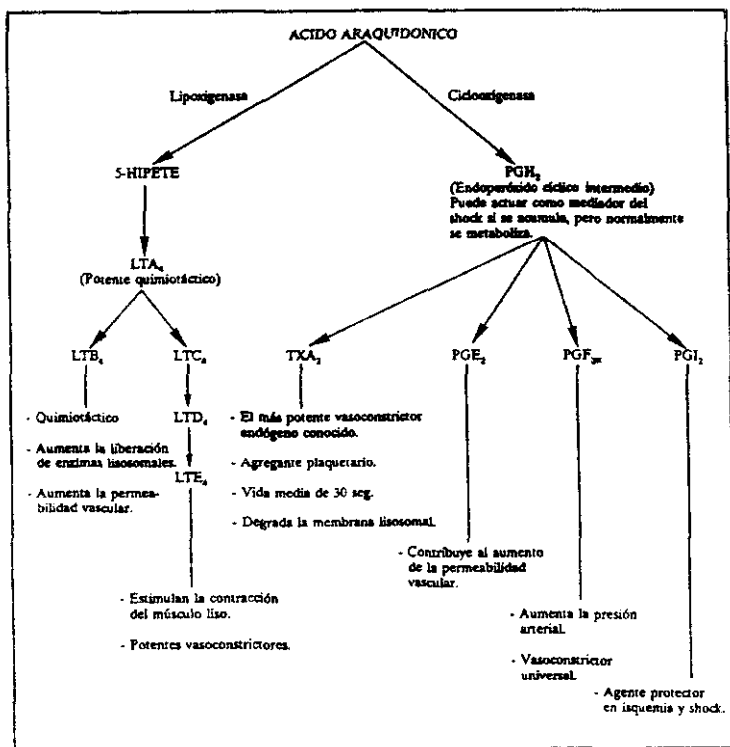 ACIDO ARAQUIDONICO
Lipoxigenasa
Ciclooxigenasa
5-HIPETE
PGH₂
(Endoperóxido cíclico intermedio)
Puede actuar como mediador del
shock si se acumula, pero normalmente
se metaboliza.
LTA₄
(Potente quimiotáctico)
LTB₄
LTC₄
TXA₂
PGE₂
PGF₂α
PGI₂
- Quimiotáctico
- Aumenta la liberación
de enzimas lisosomales.
- Aumenta la permea-
bilidad vascular.
LTD₄
LTE₄
- El más potente vasoconstrictor
endógeno conocido.
- Agregante plaquetario.
- Vida media de 30 seg.
- Degrada la membrana lisosomal.
- Contribuye al aumento
de la permeabilidad
vascular.
- Estimulan la contracción
del músculo liso.
- Potentes vasoconstrictores.
- Aumenta la presión
arterial.
- Vasoconstrictor
universal.
- Agente protector
en isquemia y shock.